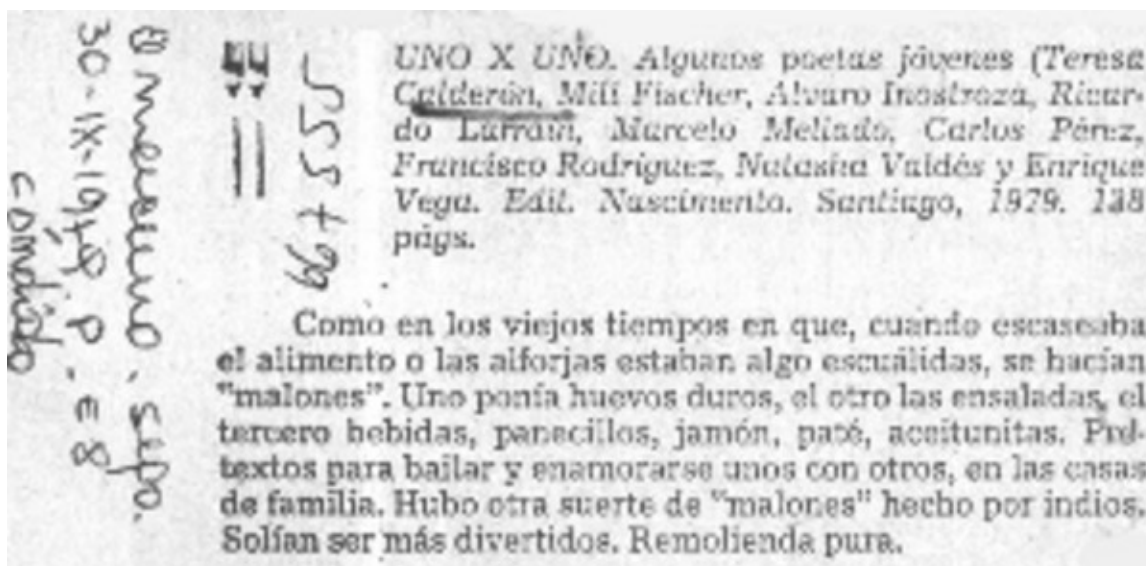 El Mercurio, Stgo.
30-IX-1979 p. E8
555799
UNO X UNO. Algunos poetas jóvenes (Teresa
Calderón, Mili Fischer, Alvaro Inostroza, Ricar-
do Larraín, Marcelo Mellado, Carlos Pérez,
Francisco Rodríguez, Natasha Valdés y Enrique
Vega. Edit. Nascimento. Santiago, 1979. 138
págs.
Como en los viejos tiempos en que, cuando escaseaba
el alimento o las alforjas estaban algo escuálidas, se hacían
"malones". Uno ponía huevos duros, el otro las ensaladas, el
tercero bebidas, panecillos, jamón, paté, aceitunitas. Pre-
textos para bailar y enamorarse unos con otros, en las casas
de familia. Hubo otra suerte de "malones" hecho por indios.
Solían ser más divertidos. Remolienda pura.